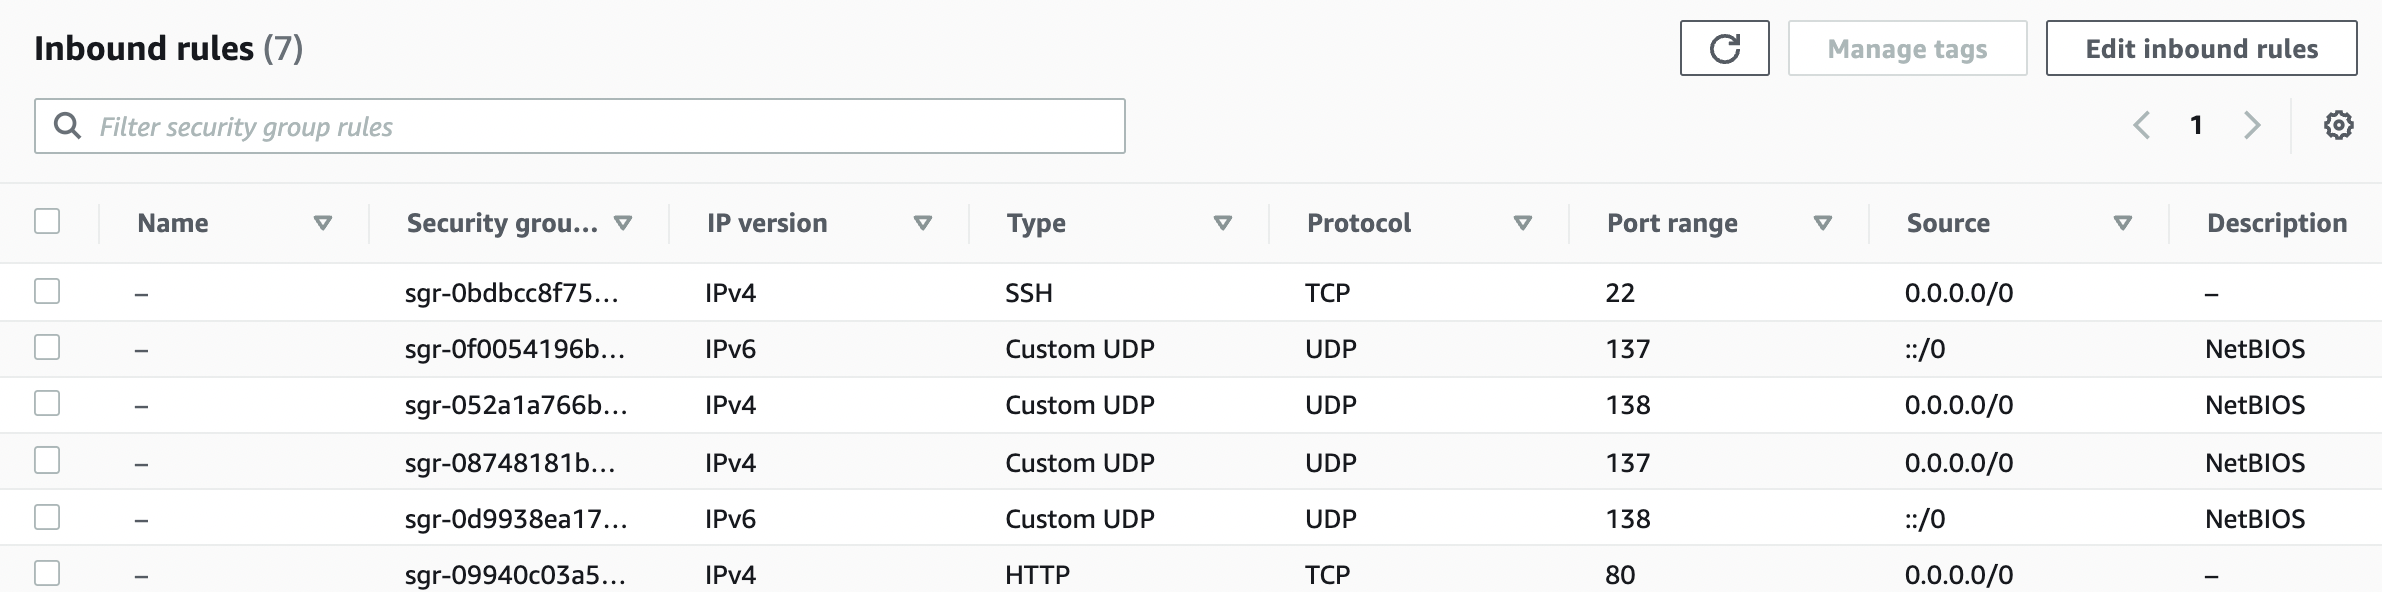 Inbound rules (7)
Manage tags
Edit inbound rules
Filter security group rules
1
Name Security grou... IP version Type Protocol Port range Source Description
– sgr-0bdbcc8f75... IPv4 SSH TCP 22 0.0.0.0/0 –
– sgr-0f0054196b... IPv6 Custom UDP UDP 137 ::/0 NetBIOS
– sgr-052a1a766b... IPv4 Custom UDP UDP 138 0.0.0.0/0 NetBIOS
– sgr-08748181b... IPv4 Custom UDP UDP 137 0.0.0.0/0 NetBIOS
– sgr-0d9938ea17... IPv6 Custom UDP UDP 138 ::/0 NetBIOS
– sgr-09940c03a5... IPv4 HTTP TCP 80 0.0.0.0/0 –